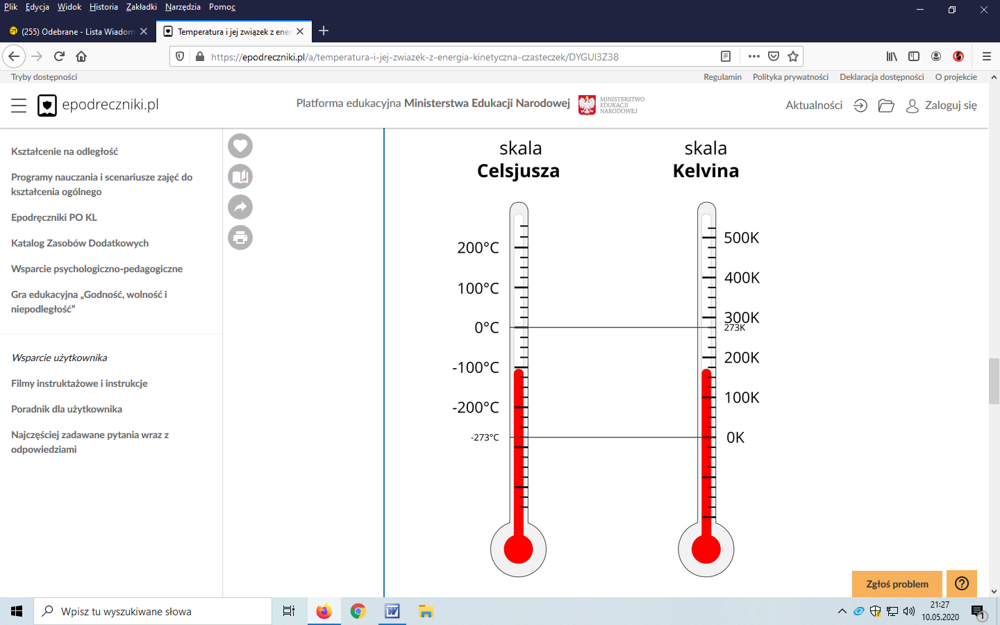 Plik Edycja Widok Historia Zakładki Narzędzia Pomoc
(255) Odebrane - Lista Wiadom
Temperatura i jej związek z ener
https://epodreczniki.pl/a/temperatura-i-jej-zwiazek-z-energia-kinetyczna-czasteczek/DYGUI3Z38
Tryby dostępności
Regulamin Polityka prywatności Deklaracja dostępności O projekcie
epodreczniki.pl
Platforma edukacyjna Ministerstwa Edukacji Narodowej
MINISTERSTWO
EDUKACJI
NARODOWEJ
Aktualności
Zaloguj się
Kształcenie na odległość
Programy nauczania i scenariusze zajęć do
kształcenia ogólnego
Epodręczniki PO KL
Katalog Zasobów Dodatkowych
Wsparcie psychologiczno-pedagogiczne
Gra edukacyjna „Godność, wolność i
niepodległość”
Wsparcie użytkownika
Filmy instruktażowe i instrukcje
Poradnik dla użytkownika
Najczęściej zadawane pytania wraz z
odpowiedziami
skala
Celsjusza
200°C
100°C
0°C
-100°C
-200°C
-273°C
skala
Kelvina
500K
400K
300K
273K
200K
100K
0K
Zgłoś problem
Wpisz tu wyszukiwane słowa
21:27
10.05.2020
1